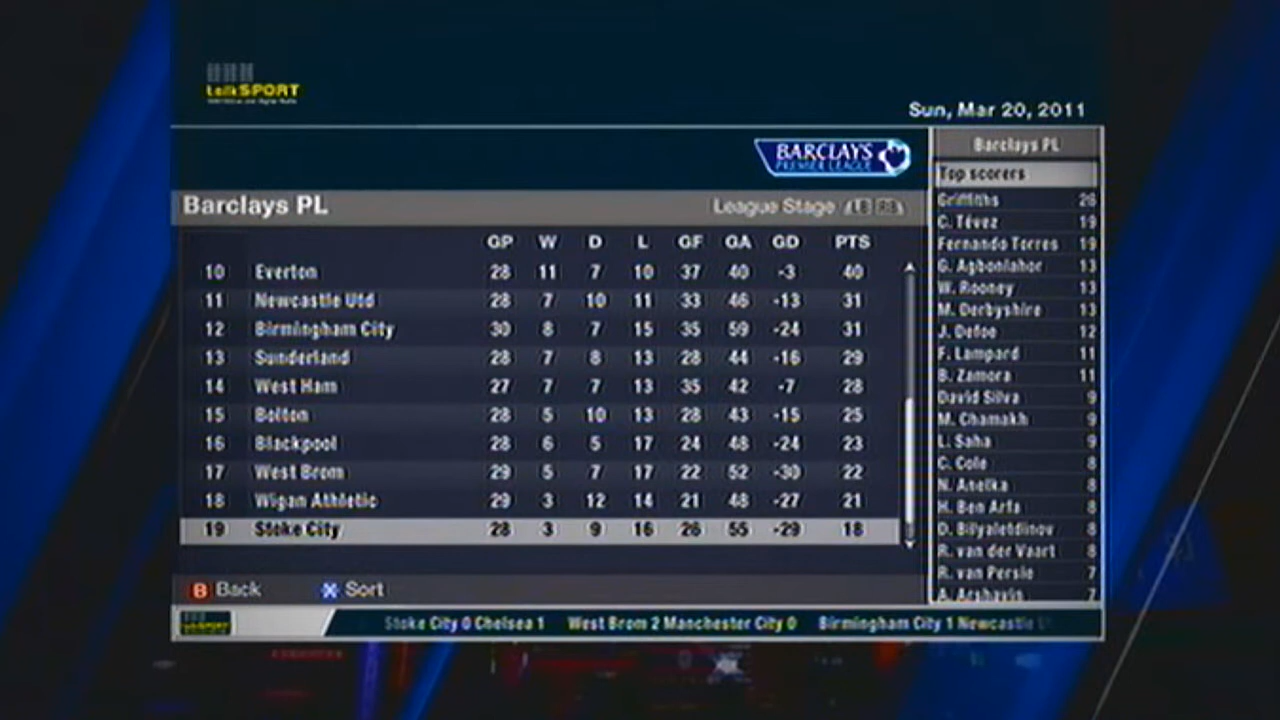 talkSPORT
Sun, Mar 20, 2011
BARCLAYS
PREMIER LEAGUE
Barclays PL
Barclays PL League Stage LB RB
Top scorers
GP W D L GF GA GD PTS
10 Everton 28 11 7 10 37 40 -3 40
11 Newcastle Utd 28 7 10 11 33 46 -13 31
12 Birmingham City 30 8 7 15 35 59 -24 31
13 Sunderland 28 7 8 13 28 44 -16 29
14 West Ham 27 7 7 13 35 42 -7 28
15 Bolton 28 5 10 13 28 43 -15 25
16 Blackpool 28 6 5 17 24 48 -24 23
17 West Brom 29 5 7 17 22 52 -30 22
18 Wigan Athletic 29 3 12 14 21 48 -27 21
19 Stoke City 28 3 9 16 26 55 -29 18
Griffiths 26
C. Tévez 19
Fernando Torres 19
G. Agbonlahor 13
W. Rooney 13
M. Derbyshire 13
J. Defoe 12
F. Lampard 11
B. Zamora 11
David Silva 9
M. Chamakh 9
L. Saha 9
C. Cole 8
N. Anelka 8
H. Ben Arfa 8
D. Bilyaletdinov 8
R. van der Vaart 8
R. van Persie 7
A. Arshavin 7
B Back X Sort
Stoke City 0 Chelsea 1 West Brom 2 Manchester City 0 Birmingham City 1 Newcastle U